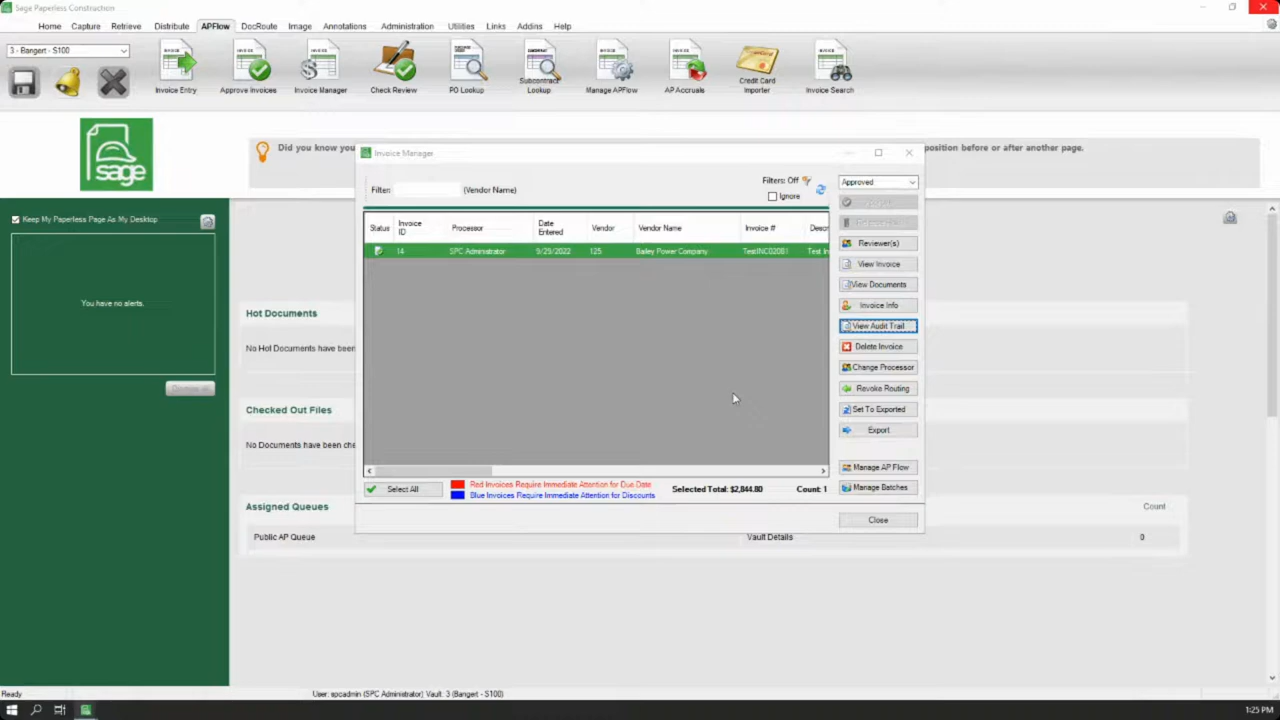 Sage Paperless Construction
Home Capture Retrieve Distribute APFlow DocRoute Image Annotations Administration Utilities Links Addins Help
3 - Bangert - S100
Invoice Entry
Approve Invoices
Invoice Manager
Check Review
PO Lookup
Subcontract
Lookup
Manage APFlow
AP Accruals
Credit Card
Importer
Invoice Search
sage
Did you know you
position before or after another page.
Keep My Paperless Page As My Desktop
You have no alerts.
Dismiss All
Hot Documents
No Hot Documents have been
Checked Out Files
No Documents have been che
Assigned Queues
Count
Public AP Queue
Vault Details
0
Invoice Manager
Filter:
(Vendor Name)
Filters: Off
Ignore
Approved
Status Invoice ID Processor Date Entered Vendor Vendor Name Invoice # Descr
14 SPC Administrator 9/25/2022 125 Bailey Power Company TestINC02081 Test In
Reviewer(s)
View Invoice
View Documents
Invoice Info
View Audit Trail
Delete Invoice
Change Processor
Revoke Routing
Set To Exported
Export
Manage AP Flow
Manage Batches
Select All
Red Invoices Require Immediate Attention for Due Date
Blue Invoices Require Immediate Attention for Discounts
Selected Total: $2,844.80
Count: 1
Close
Ready
User: spcadmin (SPC Administrator) Vault: 3 (Bangert - S100)
1:25 PM